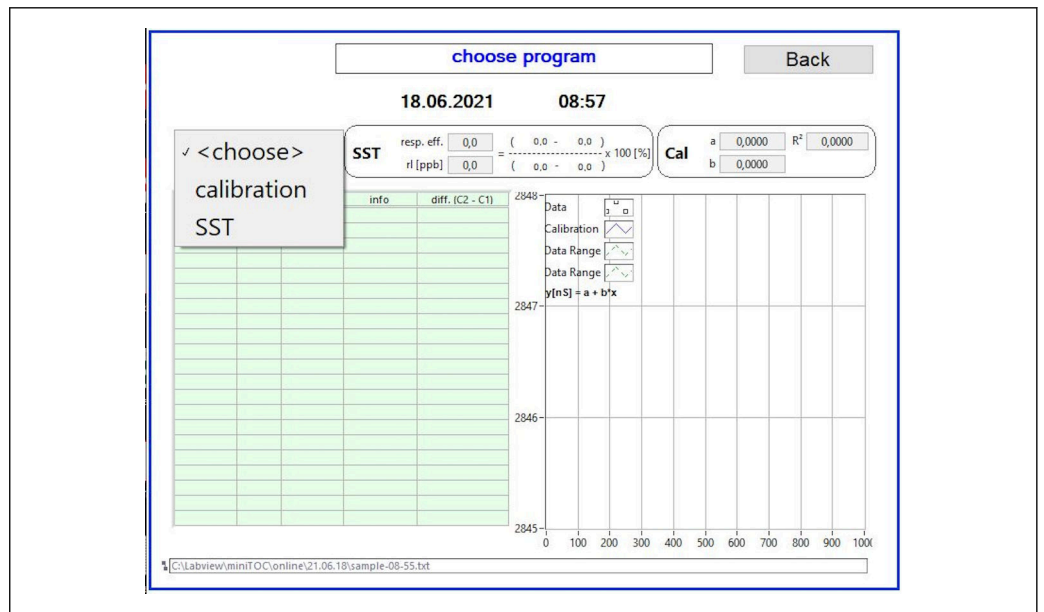 choose program
Back
18.06.2021 08:57
✓ <choose>
calibration
SST
SST resp. eff. 0,0 = ( 0,0 - 0,0 ) x 100 [%]
rl [ppb] 0,0 ( 0,0 - 0,0 )
Cal a 0,0000 R² 0,0000
b 0,0000
info diff. (C2 - C1)
2848
Data
Calibration
Data Range
Data Range
y[nS] = a + b*x
2847
2846
2845
0 100 200 300 400 500 600 700 800 900 1000
C:\Labview\miniTOC\online\21.06.18\sample-08-55.txt